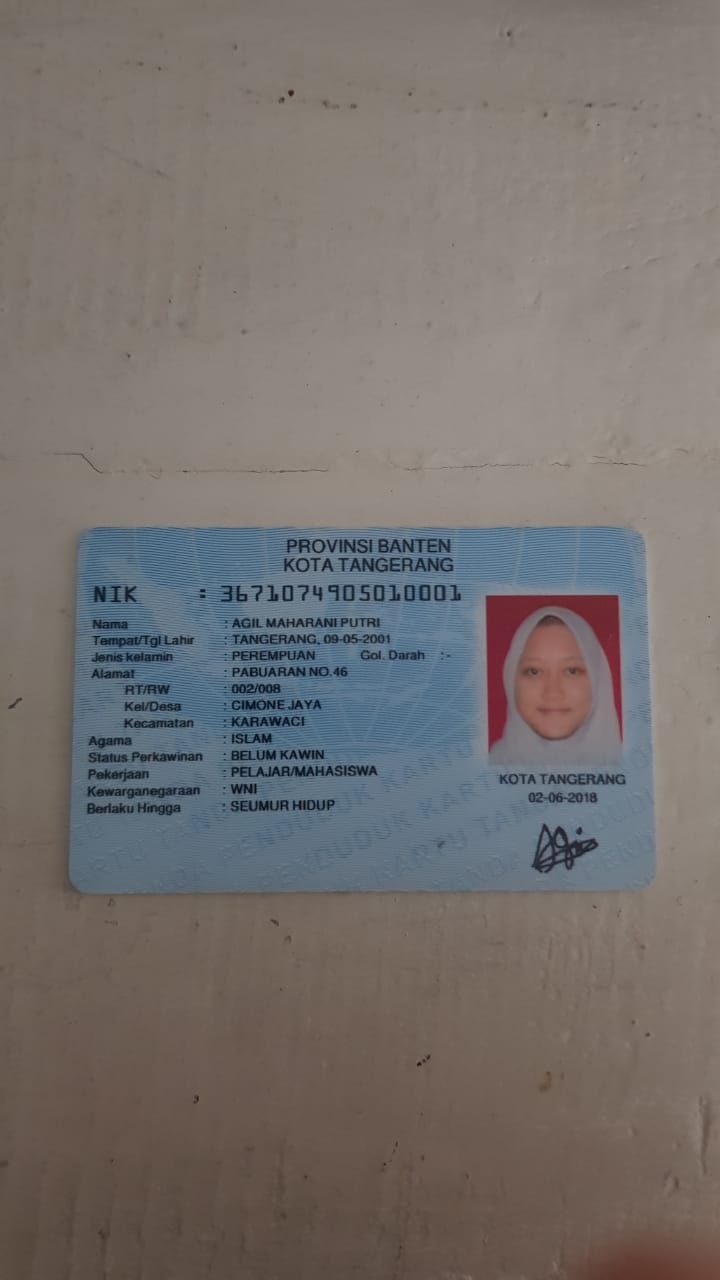 PROVINSI BANTEN
KOTA TANGERANG
NIK : 3671074905010001
Nama : AGIL MAHARANI PUTRI
Tempat/Tgl Lahir : TANGERANG, 09-05-2001
Jenis kelamin : PEREMPUAN Gol. Darah :-
Alamat : PABUARAN NO.46
RT/RW : 002/008
Kel/Desa : CIMONE JAYA
Kecamatan : KARAWACI
Agama : ISLAM
Status Perkawinan : BELUM KAWIN
Pekerjaan : PELAJAR/MAHASISWA
Kewarganegaraan : WNI
Berlaku Hingga : SEUMUR HIDUP
KOTA TANGERANG
02-06-2018